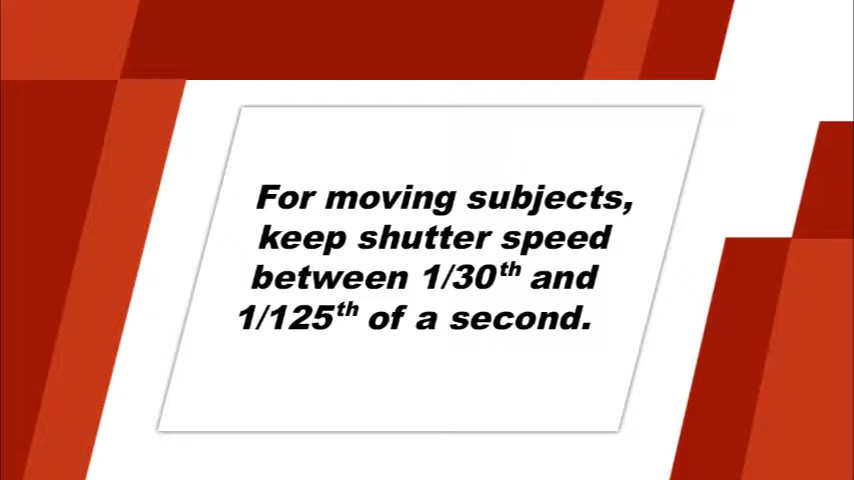 For moving subjects,
keep shutter speed
between 1/30th and
1/125th of a second.